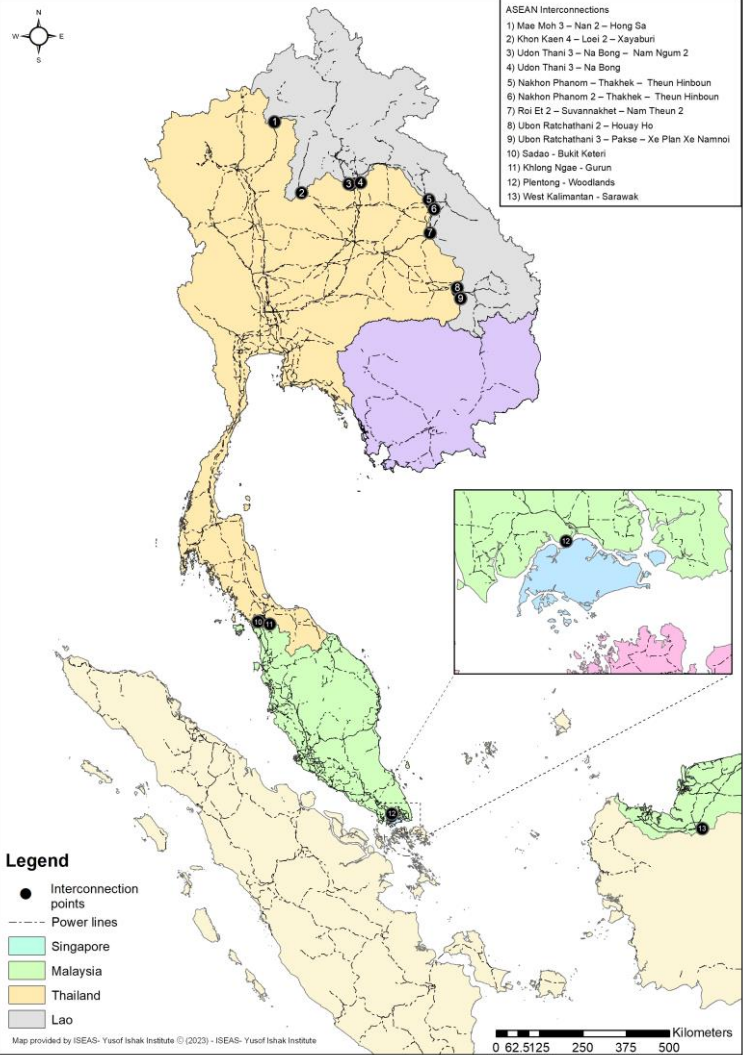 N
W E
S
ASEAN Interconnections
1) Mae Moh 3 – Nan 2 – Hong Sa
2) Khon Kaen 4 – Loei 2 – Xayaburi
3) Udon Thani 3 – Na Bong – Nam Ngum 2
4) Udon Thani 3 – Na Bong
5) Nakhon Phanom – Thakhek – Theun Hinboun
6) Nakhon Phanom 2 – Thakhek – Theun Hinboun
7) Roi Et 2 – Suvannakhet – Nam Theun 2
8) Ubon Ratchathani 2 – Houay Ho
9) Ubon Ratchathani 3 – Pakse – Xe Plan Xe Namnoi
10) Sadao - Bukit Keteri
11) Khlong Ngae - Gurun
12) Plentong - Woodlands
13) West Kalimantan - Sarawak
1
2
3 4
5
6
7
8
9
12
10 11
12
13
Legend
Interconnection
points
Power lines
Singapore
Malaysia
Thailand
Lao
Map provided by ISEAS- Yusof Ishak Institute © (2023) - ISEAS- Yusof Ishak Institute
Kilometers
0 62.5125 250 375 500